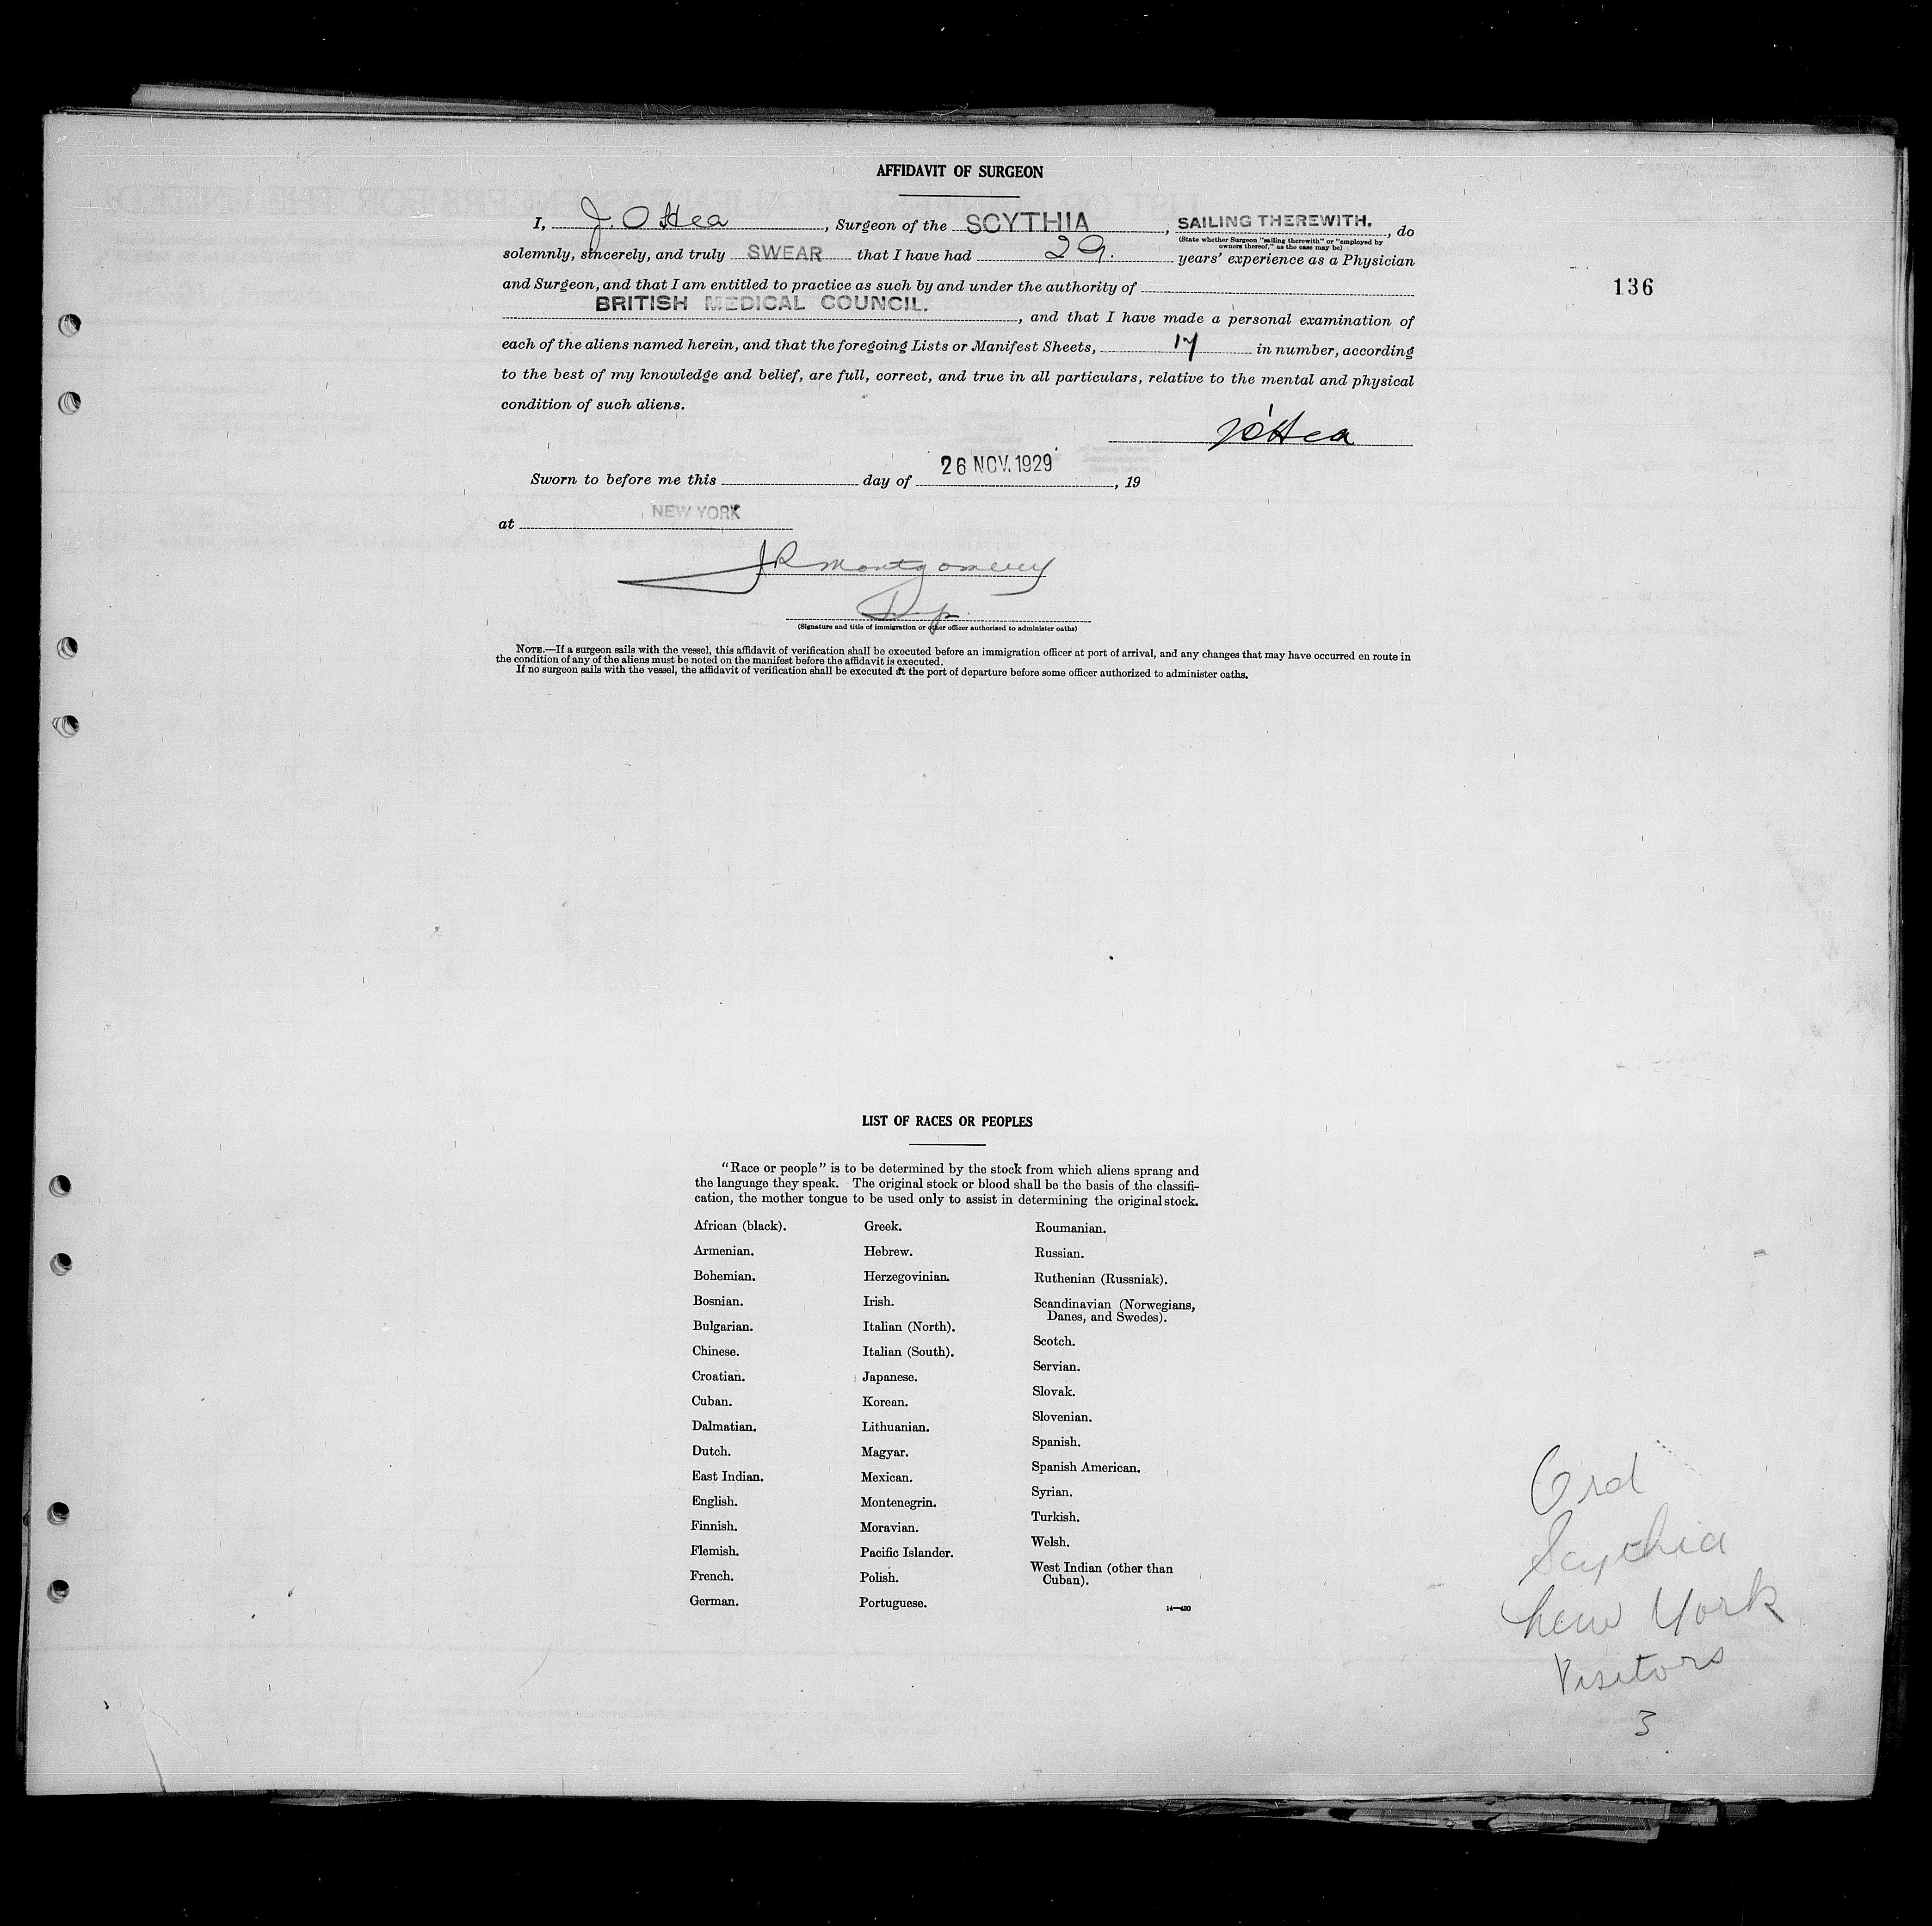 AFFIDAVIT OF SURGEON
I, J. O'Hea, Surgeon of the SCYTHIA, SAILING THEREWITH., do
(State whether Surgeon "sailing therewith" or "employed by
owners thereof," as the case may be)
solemnly, sincerely, and truly SWEAR that I have had 29. years' experience as a Physician
and Surgeon, and that I am entitled to practice as such by and under the authority of
136
BRITISH MEDICAL COUNCIL., and that I have made a personal examination of
each of the aliens named herein, and that the foregoing Lists or Manifest Sheets, 17 in number, according
to the best of my knowledge and belief, are full, correct, and true in all particulars, relative to the mental and physical
condition of such aliens.
J O'Hea
Sworn to before me this day of 26 NOV. 1929, 19
at NEW YORK
JR Montgomery
(Signature and title of immigration or other officer authorized to administer oaths)
NOTE.—If a surgeon sails with the vessel, this affidavit of verification shall be executed before an immigration officer at port of arrival, and any changes that may have occurred en route in
the condition of any of the aliens must be noted on the manifest before the affidavit is executed.
If no surgeon sails with the vessel, the affidavit of verification shall be executed at the port of departure before some officer authorized to administer oaths.
LIST OF RACES OR PEOPLES
"Race or people" is to be determined by the stock from which aliens sprang and
the language they speak. The original stock or blood shall be the basis of the classifi-
cation, the mother tongue to be used only to assist in determining the original stock.
African (black).
Armenian.
Bohemian.
Bosnian.
Bulgarian.
Chinese.
Croatian.
Cuban.
Dalmatian.
Dutch.
East Indian.
English.
Finnish.
Flemish.
French.
German.
Greek.
Hebrew.
Herzegovinian.
Irish.
Italian (North).
Italian (South).
Japanese.
Korean.
Lithuanian.
Magyar.
Mexican.
Montenegrin.
Moravian.
Pacific Islander.
Polish.
Portuguese.
Roumanian.
Russian.
Ruthenian (Russniak).
Scandinavian (Norwegians,
Danes, and Swedes).
Scotch.
Servian.
Slovak.
Slovenian.
Spanish.
Spanish American.
Syrian.
Turkish.
Welsh.
West Indian (other than
Cuban).
14—430
Scythia
New York
Visitors
3